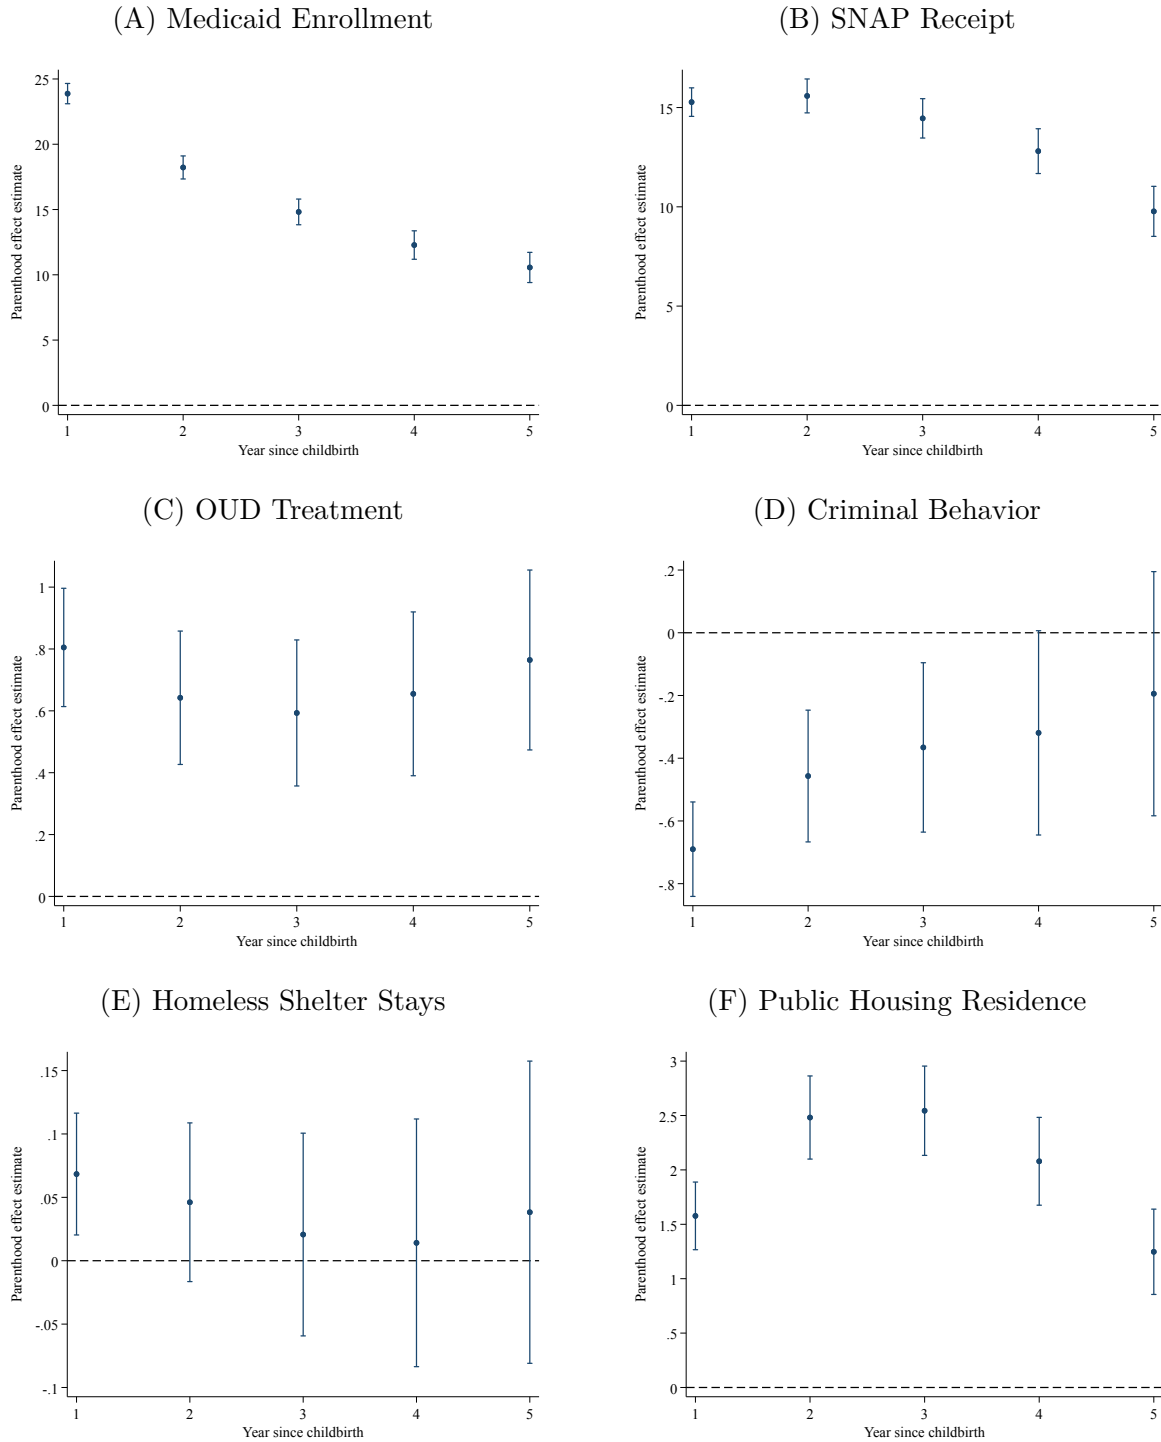 (A) Medicaid Enrollment
Parenthood effect estimate
25
20
15
10
5
0
1 2 3 4 5
Year since childbirth
(B) SNAP Receipt
Parenthood effect estimate
15
10
5
0
1 2 3 4 5
Year since childbirth
(C) OUD Treatment
Parenthood effect estimate
1
.8
.6
.4
.2
0
1 2 3 4 5
Year since childbirth
(D) Criminal Behavior
Parenthood effect estimate
.2
0
-.2
-.4
-.6
-.8
1 2 3 4 5
Year since childbirth
(E) Homeless Shelter Stays
Parenthood effect estimate
.15
.1
.05
0
-.05
-.1
1 2 3 4 5
Year since childbirth
(F) Public Housing Residence
Parenthood effect estimate
3
2.5
2
1.5
1
.5
0
1 2 3 4 5
Year since childbirth